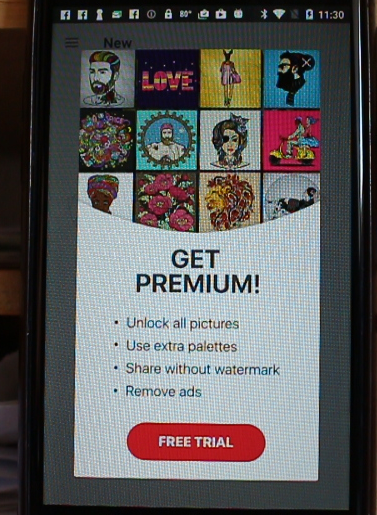 80° 11:30
New
LOVE
GET
PREMIUM!
• Unlock all pictures
• Use extra palettes
• Share without watermark
• Remove ads
FREE TRIAL